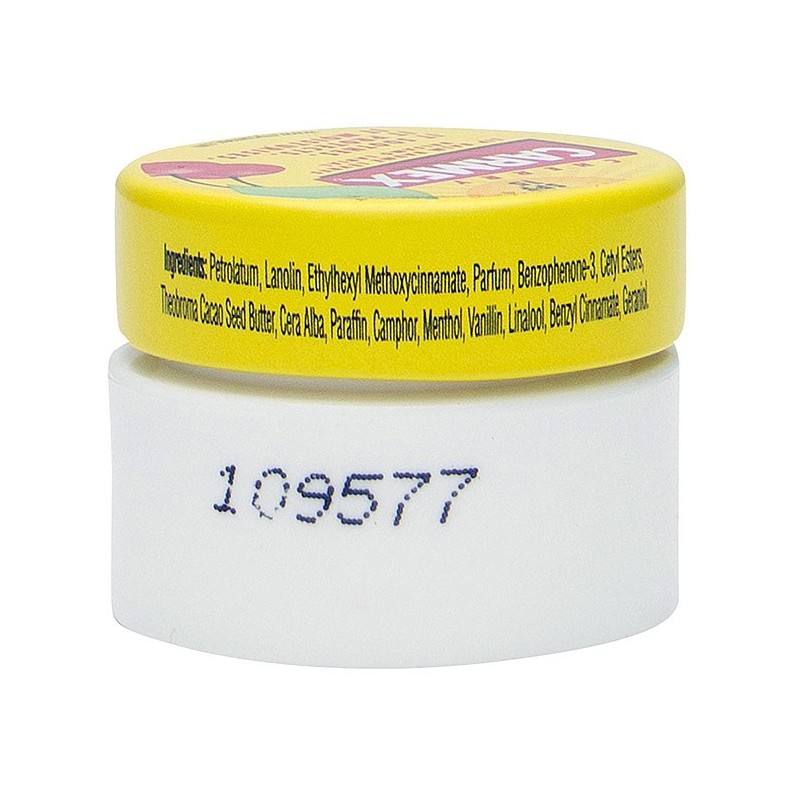 CHERRY
CARMEX
Ingredients: Petrolatum, Lanolin, Ethylhexyl Methoxycinnamate, Parfum, Benzophenone-3, Cetyl Esters,
Theobroma Cacao Seed Butter, Cera Alba, Paraffin, Camphor, Menthol, Vanillin, Linalool, Benzyl Cinnamate, Geraniol.
109577